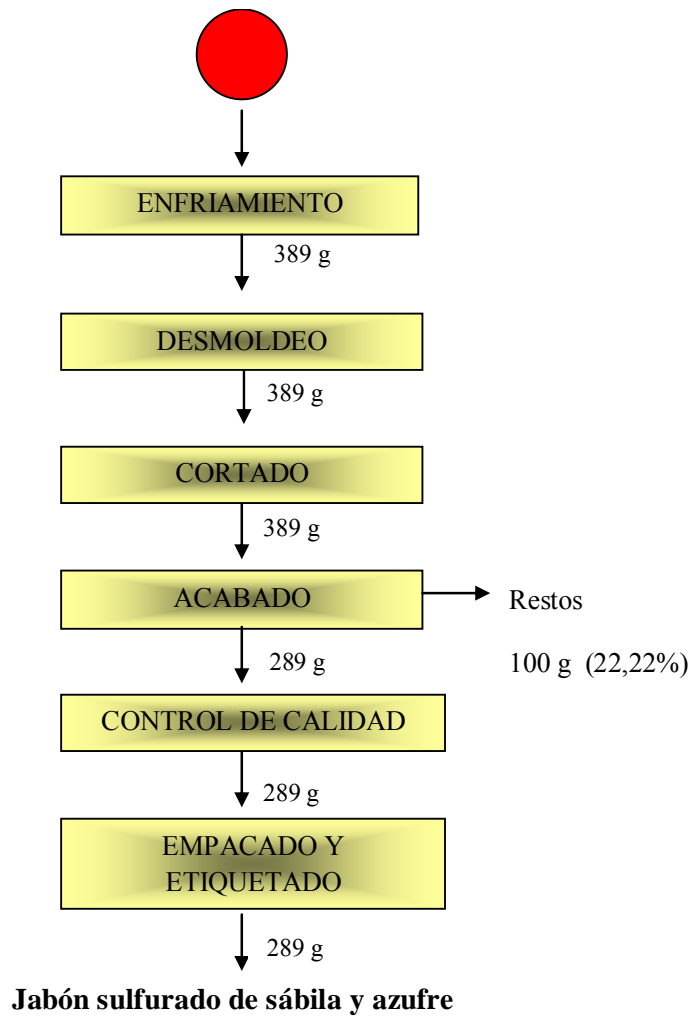 ENFRIAMIENTO
389 g
DESMOLDEO
389 g
CORTADO
389 g
ACABADO
Restos
289 g
100 g (22,22%)
CONTROL DE CALIDAD
289 g
EMPACADO Y
ETIQUETADO
289 g
Jabón sulfurado de sábila y azufre